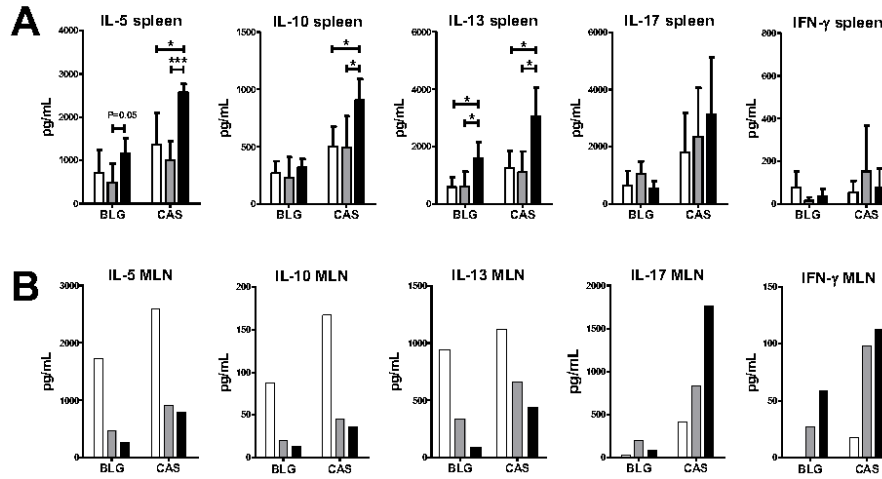 A
IL-5 spleen
IL-10 spleen
IL-13 spleen
IL-17 spleen
IFN-γ spleen
pg/mL
4000
3000
2000
1000
0
P=0.05
*
***
BLG
CAS
pg/mL
1500
1000
500
0
*
*
BLG
CAS
pg/mL
6000
4000
2000
0
*
*
*
*
BLG
CAS
pg/mL
6000
4000
2000
0
BLG
CAS
pg/mL
800
600
400
200
0
BLG
CAS
B
IL-5 MLN
IL-10 MLN
IL-13 MLN
IL-17 MLN
IFN-γ MLN
pg/mL
3000
2000
1000
0
BLG
CAS
pg/mL
200
150
100
50
0
BLG
CAS
pg/mL
1500
1000
500
0
BLG
CAS
pg/mL
2000
1500
1000
500
0
BLG
CAS
pg/mL
150
100
50
0
BLG
CAS